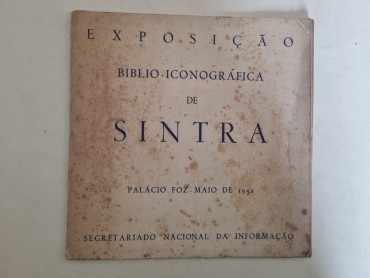 EXPOSIÇÃO
BIBLIO-ICONOGRÁFICA
DE
SINTRA
PALÁCIO FOZ-MAIO DE 1952
SECRETARIADO NACIONAL DA INFORMAÇÃO